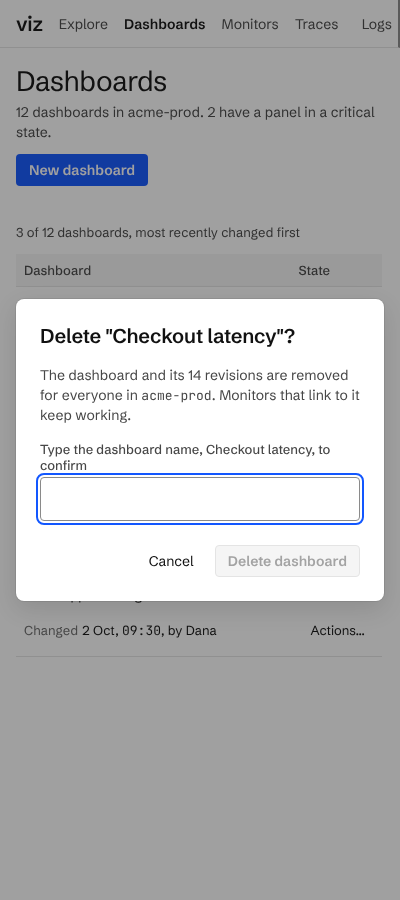 viz Explore Dashboards Monitors Traces Logs
Dashboards
12 dashboards in acme-prod. 2 have a panel in a critical
state.
New dashboard
3 of 12 dashboards, most recently changed first
Dashboard State
Delete "Checkout latency"?
The dashboard and its 14 revisions are removed
for everyone in acme-prod. Monitors that link to it
keep working.
Type the dashboard name, Checkout latency, to
confirm
Cancel Delete dashboard
Changed 2 Oct, 09:30, by Dana Actions…